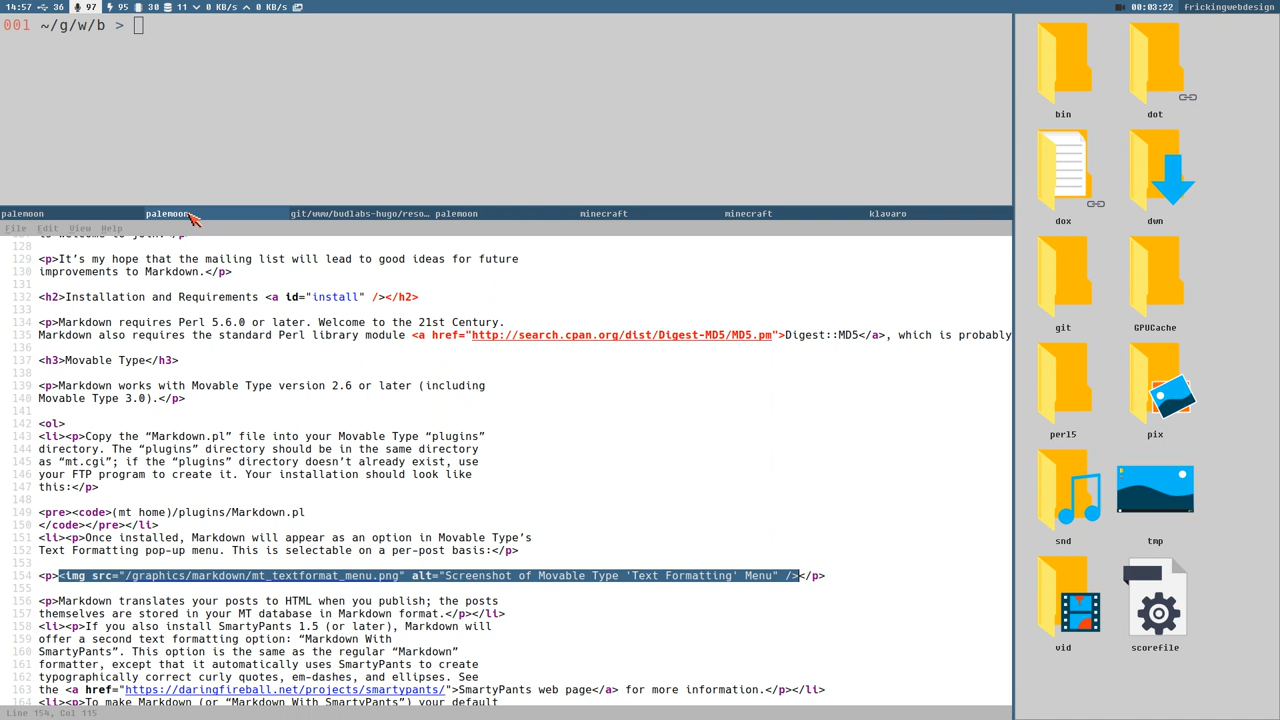 14:57 36 97 95 30 11 0 KB/s 0 KB/s 00:03:22 frickingwebdesign
001 ~/g/w/b >
palemoon palemoon git/www/budlabs-hugo/reso… palemoon minecraft minecraft klavaro
File Edit View Help
128
129 <p>It’s my hope that the mailing list will lead to good ideas for future
130 improvements to Markdown.</p>
131
132 <h2>Installation and Requirements <a id="install" /></h2>
133
134 <p>Markdown requires Perl 5.6.0 or later. Welcome to the 21st Century.
135 Markdown also requires the standard Perl library module <a href="http://search.cpan.org/dist/Digest-MD5/MD5.pm">Digest::MD5</a>, which is probably
136
137 <h3>Movable Type</h3>
138
139 <p>Markdown works with Movable Type version 2.6 or later (including
140 Movable Type 3.0).</p>
141
142 <ol>
143 <li><p>Copy the “Markdown.pl” file into your Movable Type “plugins”
144 directory. The “plugins” directory should be in the same directory
145 as “mt.cgi”; if the “plugins” directory doesn’t already exist, use
146 your FTP program to create it. Your installation should look like
147 this:</p>
148
149 <pre><code>(mt home)/plugins/Markdown.pl
150 </code></pre></li>
151 <li><p>Once installed, Markdown will appear as an option in Movable Type’s
152 Text Formatting pop-up menu. This is selectable on a per-post basis:</p>
153
154 <p><img src="/graphics/markdown/mt_textformat_menu.png" alt="Screenshot of Movable Type 'Text Formatting' Menu" /></p>
155
156 <p>Markdown translates your posts to HTML when you publish; the posts
157 themselves are stored in your MT database in Markdown format.</p></li>
158 <li><p>If you also install SmartyPants 1.5 (or later), Markdown will
159 offer a second text formatting option: “Markdown With
160 SmartyPants”. This option is the same as the regular “Markdown”
161 formatter, except that it automatically uses SmartyPants to create
162 typographically correct curly quotes, em-dashes, and ellipses. See
163 the <a href="https://daringfireball.net/projects/smartypants/">SmartyPants web page</a> for more information.</p></li>
164 <li><p>To make Markdown (or “Markdown With SmartyPants”) your default
Line 154, Col 115
bin dot
dox dwn
git GPUCache
perl5 pix
snd tmp
vid scorefile